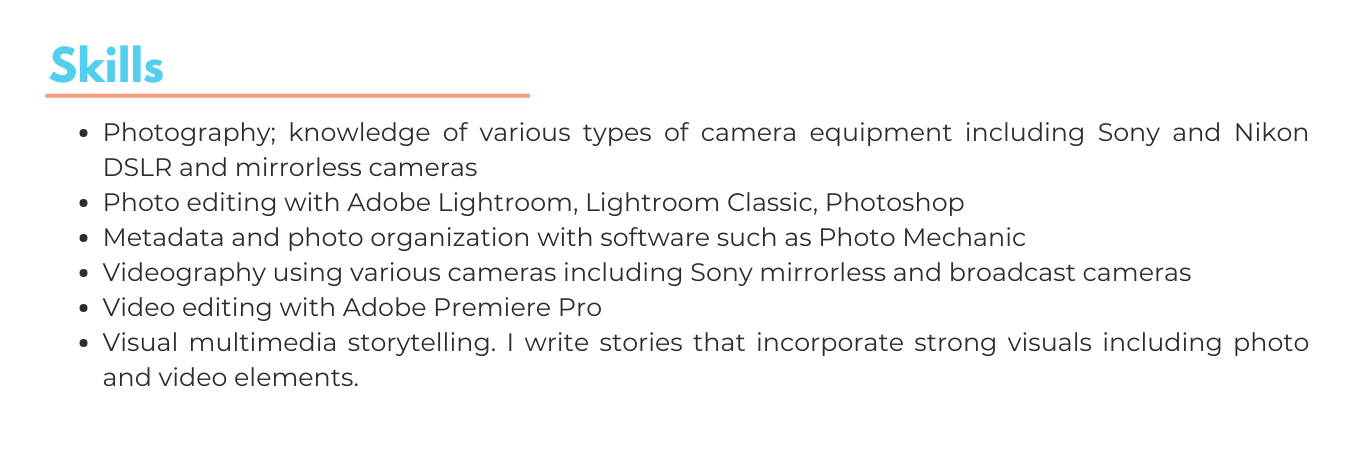 Skills
• Photography; knowledge of various types of camera equipment including Sony and Nikon
DSLR and mirrorless cameras
• Photo editing with Adobe Lightroom, Lightroom Classic, Photoshop
• Metadata and photo organization with software such as Photo Mechanic
• Videography using various cameras including Sony mirrorless and broadcast cameras
• Video editing with Adobe Premiere Pro
• Visual multimedia storytelling. I write stories that incorporate strong visuals including photo
and video elements.